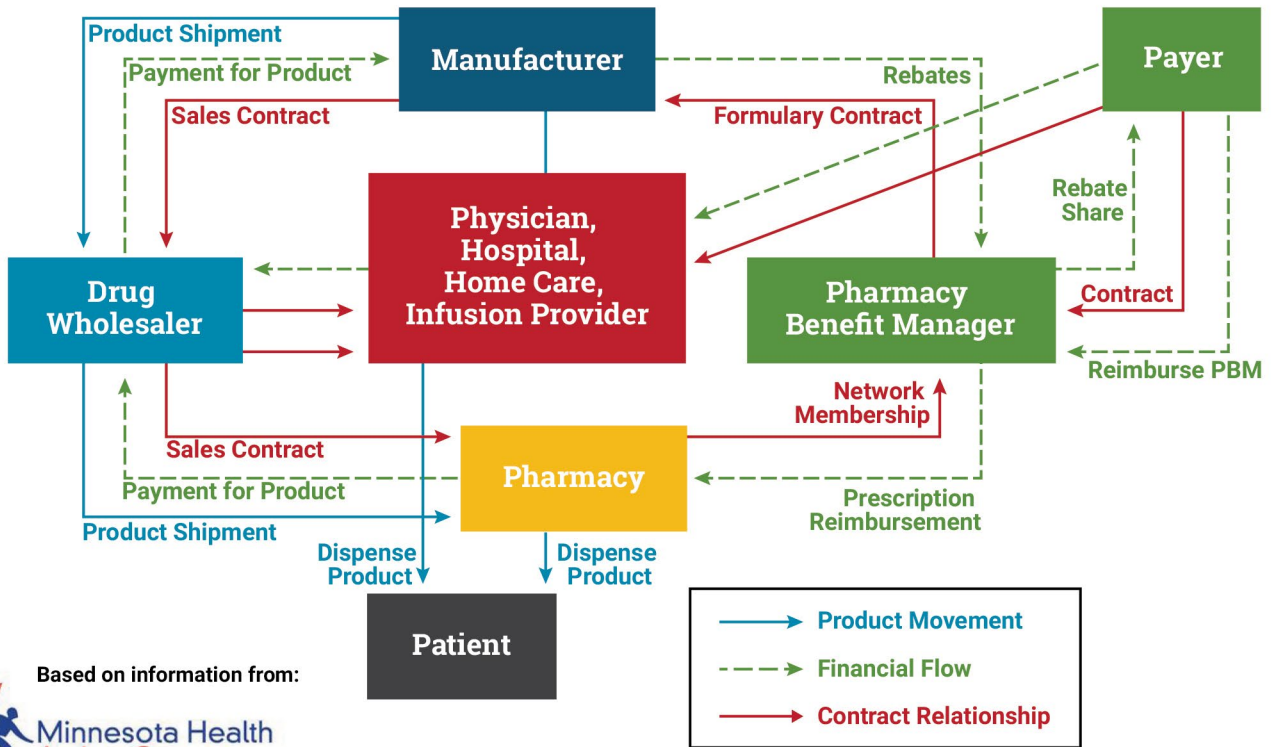 Product Shipment
Payment for Product
Sales Contract
Manufacturer
Rebates
Formulary Contract
Payer
Rebate
Share
Physician,
Hospital,
Home Care,
Infusion Provider
Drug
Wholesaler
Pharmacy
Benefit Manager
Contract
Reimburse PBM
Network
Membership
Sales Contract
Payment for Product
Product Shipment
Pharmacy
Prescription
Reimbursement
Dispense
Product
Dispense
Product
Patient
Product Movement
Financial Flow
Contract Relationship
Based on information from:
Minnesota Health